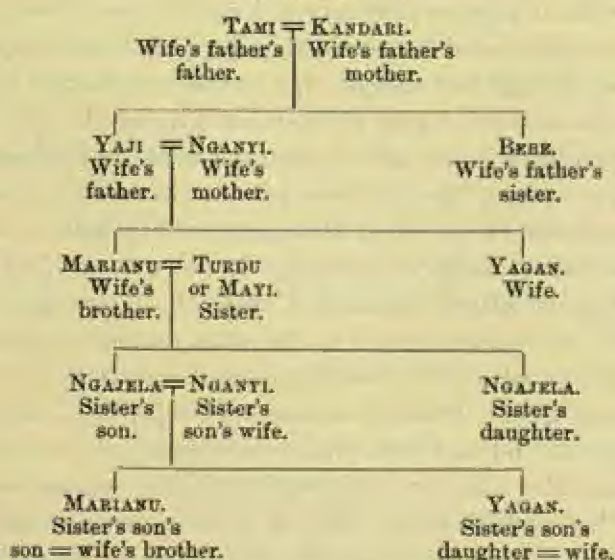 TAMI = KANDARI.
Wife's father's Wife's father's
father. mother.
YAJI = NGANYI. BEBE.
Wife's Wife's Wife father's
father. mother. sister.
MARIANU = TURDU YAGAN.
Wife's or MAYI. Wife.
brother. Sister.
NGAJELA = NGANYI. NGAJELA.
Sister's Sister's Sister's
son. son's wife. daughter.
MARIANU. YAGAN.
Sister's son's Sister's son's
son = wife's brother. daughter = wife.